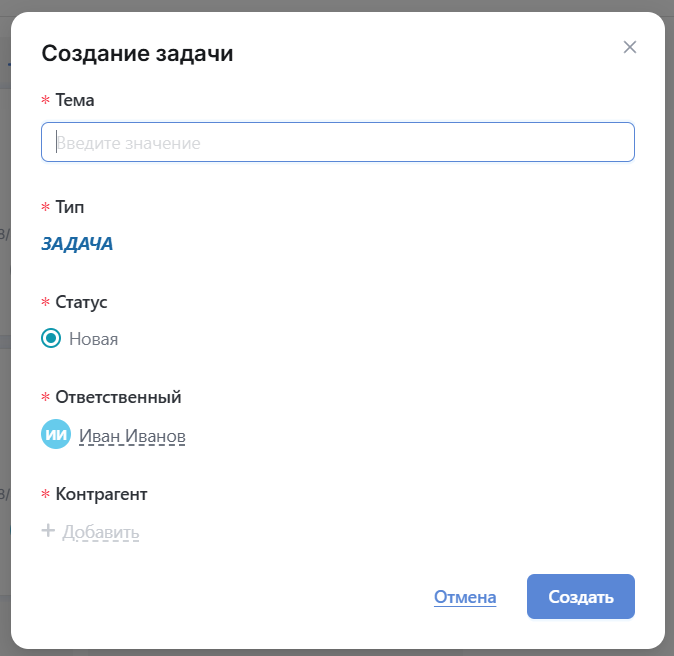 Создание задачи
* Тема
Введите значение
* Тип
ЗАДАЧА
* Статус
Новая
* Ответственный
ИИ Иван Иванов
* Контрагент
+ Добавить
Отмена Создать